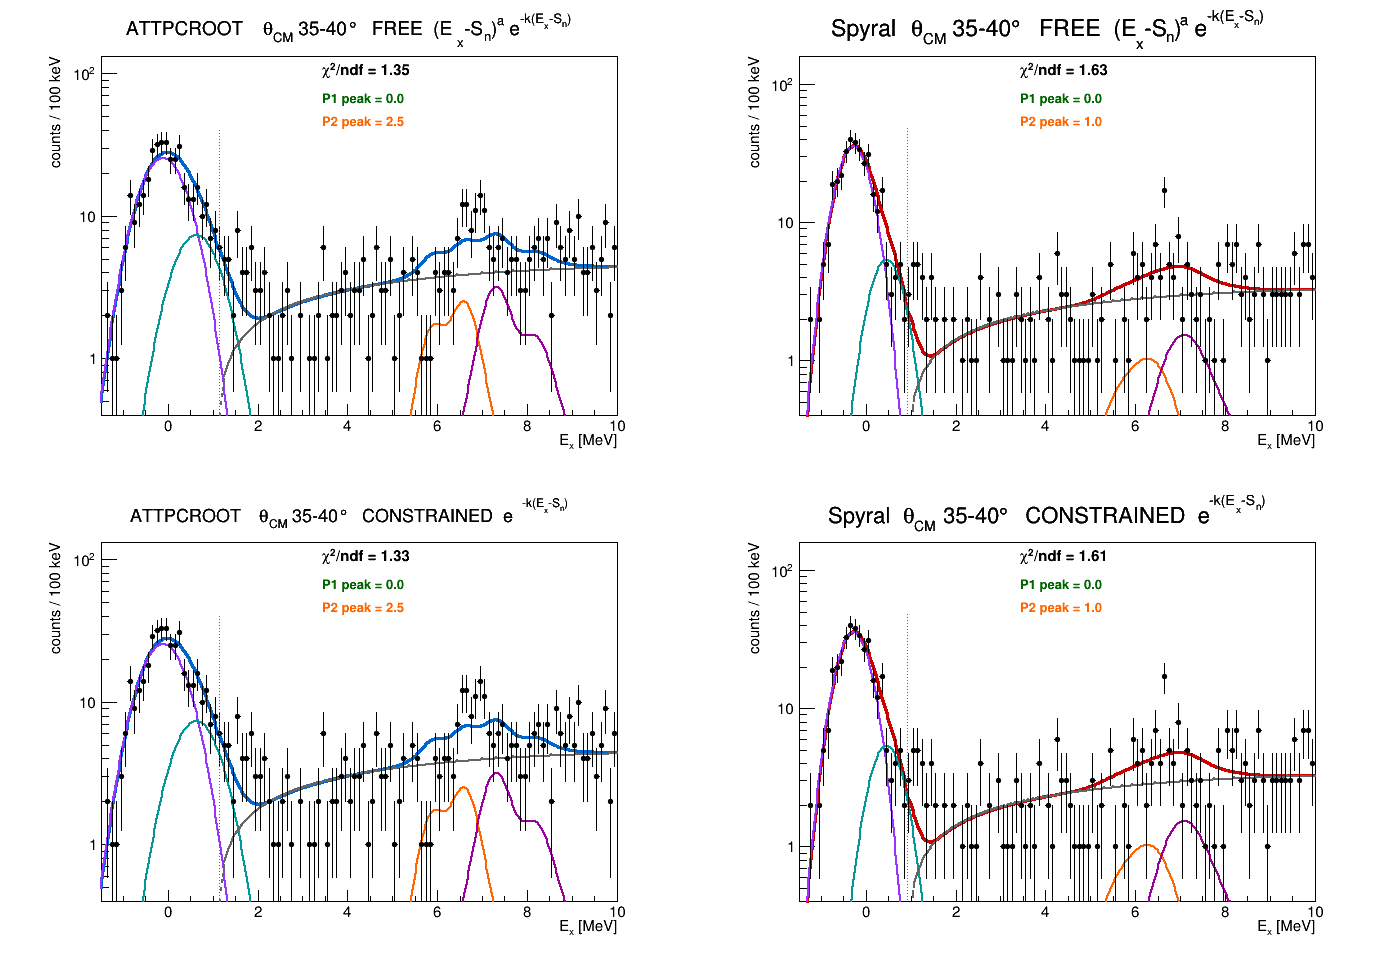 ATTPCROOT θCM 35-40° FREE (Ex-Sn)a e-k(Ex-Sn)
counts / 100 keV
102
10
1
χ2/ndf = 1.35
P1 peak = 0.0
P2 peak = 2.5
0 2 4 6 8 10
Ex [MeV]
Spyral θCM 35-40° FREE (Ex-Sn)a e-k(Ex-Sn)
counts / 100 keV
102
10
1
χ2/ndf = 1.63
P1 peak = 0.0
P2 peak = 1.0
0 2 4 6 8 10
Ex [MeV]
ATTPCROOT θCM 35-40° CONSTRAINED e-k(Ex-Sn)
counts / 100 keV
102
10
1
χ2/ndf = 1.33
P1 peak = 0.0
P2 peak = 2.5
0 2 4 6 8 10
Ex [MeV]
Spyral θCM 35-40° CONSTRAINED e-k(Ex-Sn)
counts / 100 keV
102
10
1
χ2/ndf = 1.61
P1 peak = 0.0
P2 peak = 1.0
0 2 4 6 8 10
Ex [MeV]